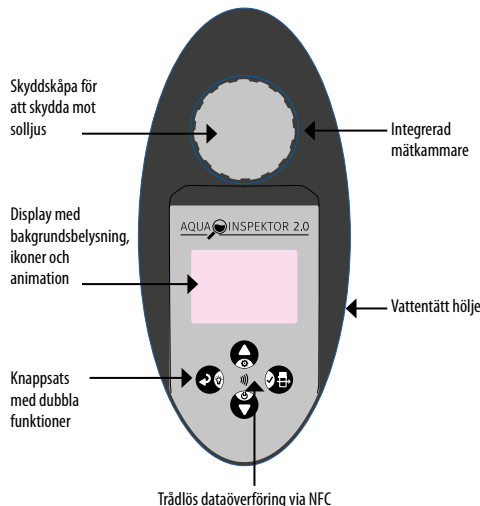 Skyddskåpa för
att skydda mot
solljus
Integrerad
mätkammare
Display med
bakgrundsbelysning,
ikoner och
animation
AQUA INSPEKTOR 2.0
Vattentätt hölje
Knappsats
med dubbla
funktioner
Trådlös dataöverföring via NFC